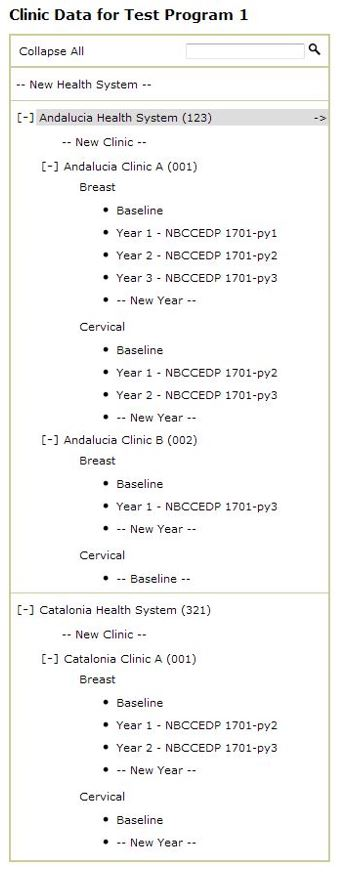 Clinic Data for Test Program 1
Collapse All
-- New Health System --
[-] Andalucia Health System (123) ->
-- New Clinic --
[-] Andalucia Clinic A (001)
Breast
• Baseline
• Year 1 - NBCCEDP 1701-py1
• Year 2 - NBCCEDP 1701-py2
• Year 3 - NBCCEDP 1701-py3
• -- New Year --
Cervical
• Baseline
• Year 1 - NBCCEDP 1701-py2
• Year 2 - NBCCEDP 1701-py3
• -- New Year --
[-] Andalucia Clinic B (002)
Breast
• Baseline
• Year 1 - NBCCEDP 1701-py3
• -- New Year --
Cervical
• -- Baseline --
[-] Catalonia Health System (321)
-- New Clinic --
[-] Catalonia Clinic A (001)
Breast
• Baseline
• Year 1 - NBCCEDP 1701-py2
• Year 2 - NBCCEDP 1701-py3
• -- New Year --
Cervical
• Baseline
• -- New Year --